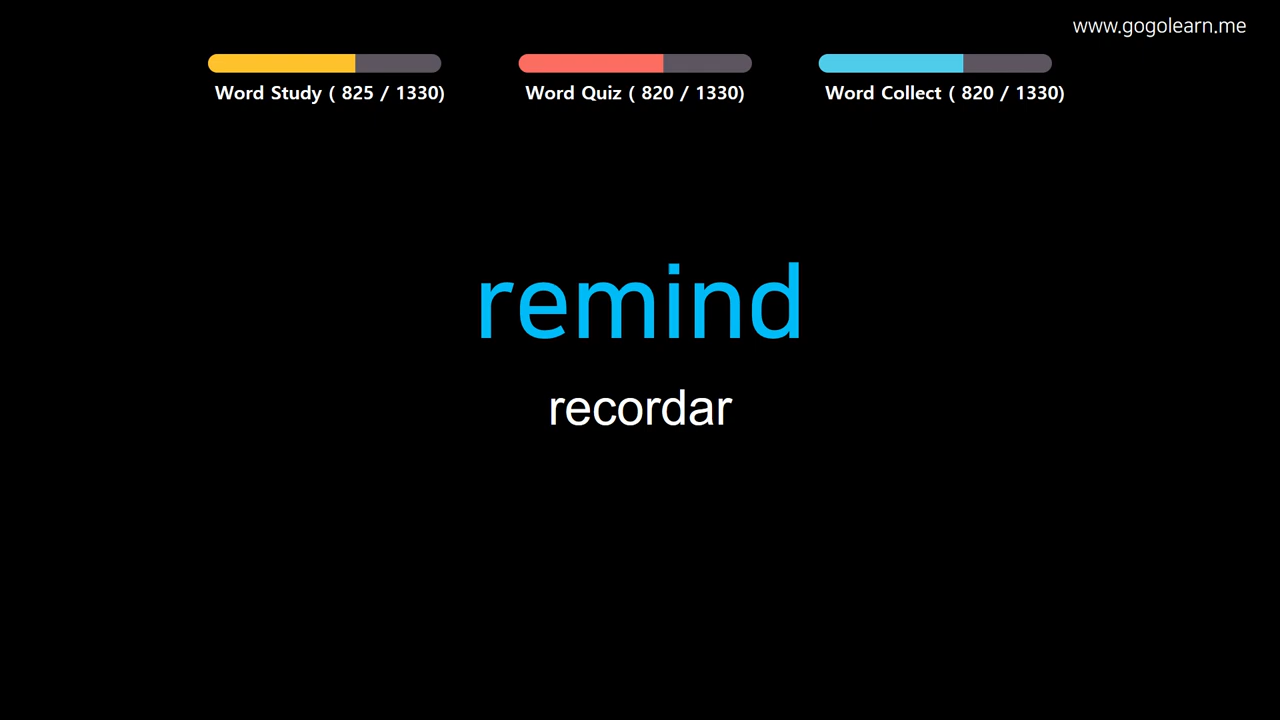 www.gogolearn.me
Word Study ( 825 / 1330)
Word Quiz ( 820 / 1330)
Word Collect ( 820 / 1330)
remind
recordar